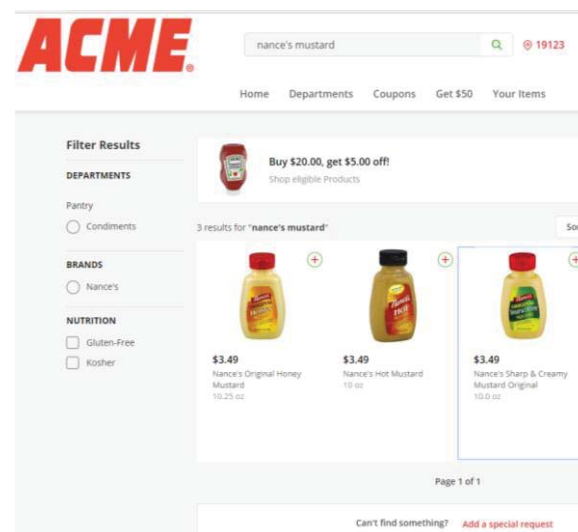 ACME.
nance's mustard
19123
Home Departments Coupons Get $50 Your Items
Filter Results
DEPARTMENTS
Pantry
Condiments
BRANDS
Nance's
NUTRITION
Gluten-Free
Kosher
Buy $20.00, get $5.00 off!
Shop eligible Products
3 results for "nance's mustard"
$3.49
Nance's Original Honey
Mustard
10.25 oz
$3.49
Nance's Hot Mustard
10 oz
$3.49
Nance's Sharp & Creamy
Mustard Original
10.0 oz
Page 1 of 1
Can't find something? Add a special request